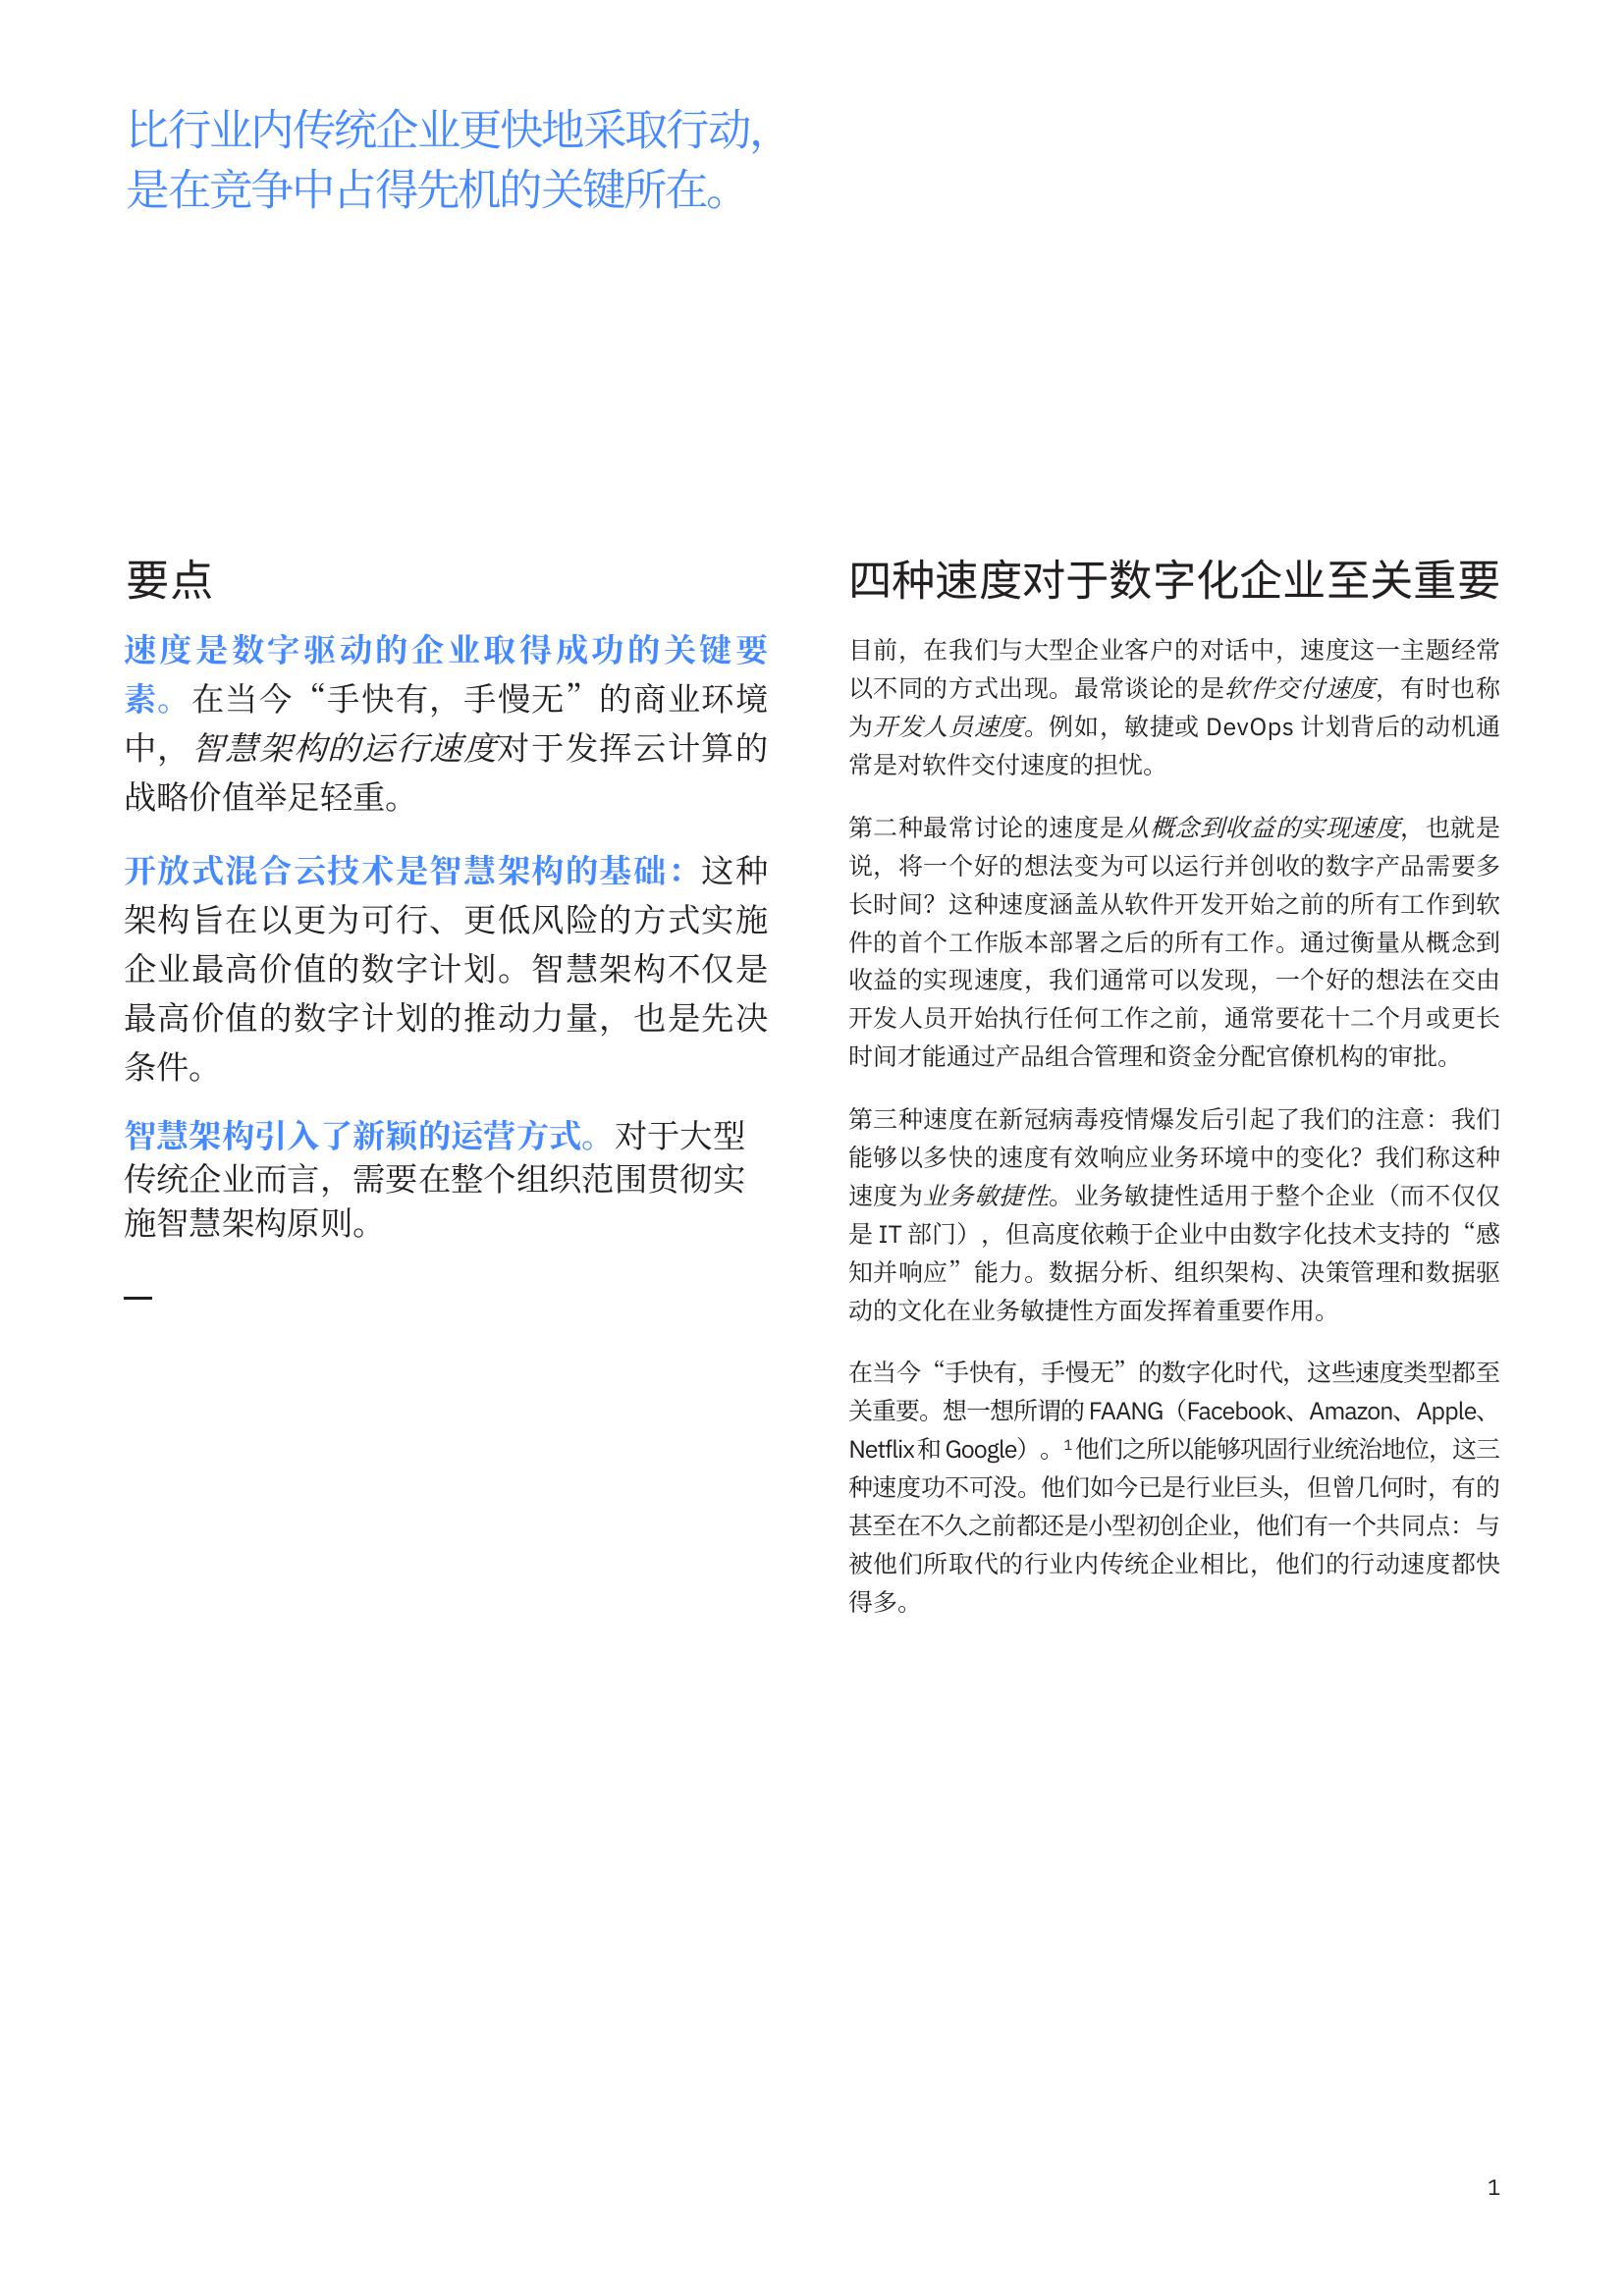 比行业内传统企业更快地采取行动，
是在竞争中占得先机的关键所在。
要点
速度是数字驱动的企业取得成功的关键要
素。在当今“手快有，手慢无”的商业环境
中，智慧架构的运行速度对于发挥云计算的
战略价值举足轻重。
开放式混合云技术是智慧架构的基础：这种
架构旨在以更为可行、更低风险的方式实施
企业最高价值的数字计划。智慧架构不仅是
最高价值的数字计划的推动力量，也是先决
条件。
智慧架构引入了新颖的运营方式。对于大型
传统企业而言，需要在整个组织范围贯彻实
施智慧架构原则。
四种速度对于数字化企业至关重要
目前，在我们与大型企业客户的对话中，速度这一主题经常
以不同的方式出现。最常谈论的是软件交付速度，有时也称
为开发人员速度。例如，敏捷或 DevOps 计划背后的动机通
常是对软件交付速度的担忧。
第二种最常讨论的速度是从概念到收益的实现速度，也就是
说，将一个好的想法变为可以运行并创收的数字产品需要多
长时间？这种速度涵盖从软件开发开始之前的所有工作到软
件的首个工作版本部署之后的所有工作。通过衡量从概念到
收益的实现速度，我们通常可以发现，一个好的想法在交由
开发人员开始执行任何工作之前，通常要花十二个月或更长
时间才能通过产品组合管理和资金分配官僚机构的审批。
第三种速度在新冠病毒疫情爆发后引起了我们的注意：我们
能够以多快的速度有效响应业务环境中的变化？我们称这种
速度为业务敏捷性。业务敏捷性适用于整个企业（而不仅仅
是 IT 部门），但高度依赖于企业中由数字化技术支持的“感
知并响应”能力。数据分析、组织架构、决策管理和数据驱
动的文化在业务敏捷性方面发挥着重要作用。
在当今“手快有，手慢无”的数字化时代，这些速度类型都至
关重要。想一想所谓的 FAANG（Facebook、Amazon、Apple、
Netflix 和 Google）。¹ 他们之所以能够巩固行业统治地位，这三
种速度功不可没。他们如今已是行业巨头，但曾几何时，有的
甚至在不久之前都还是小型初创企业，他们有一个共同点：与
被他们所取代的行业内传统企业相比，他们的行动速度都快
得多。
1